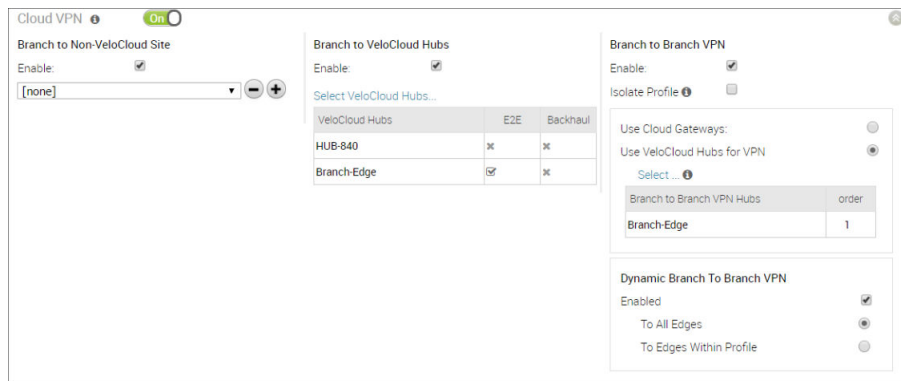 Cloud VPN On
Branch to Non-VeloCloud Site
Enable:
[none]
Branch to VeloCloud Hubs
Enable:
Select VeloCloud Hubs...
VeloCloud Hubs E2E Backhaul
HUB-840
Branch-Edge
Branch to Branch VPN
Enable:
Isolate Profile
Use Cloud Gateways:
Use VeloCloud Hubs for VPN
Select ...
Branch to Branch VPN Hubs order
Branch-Edge 1
Dynamic Branch To Branch VPN
Enabled
To All Edges
To Edges Within Profile